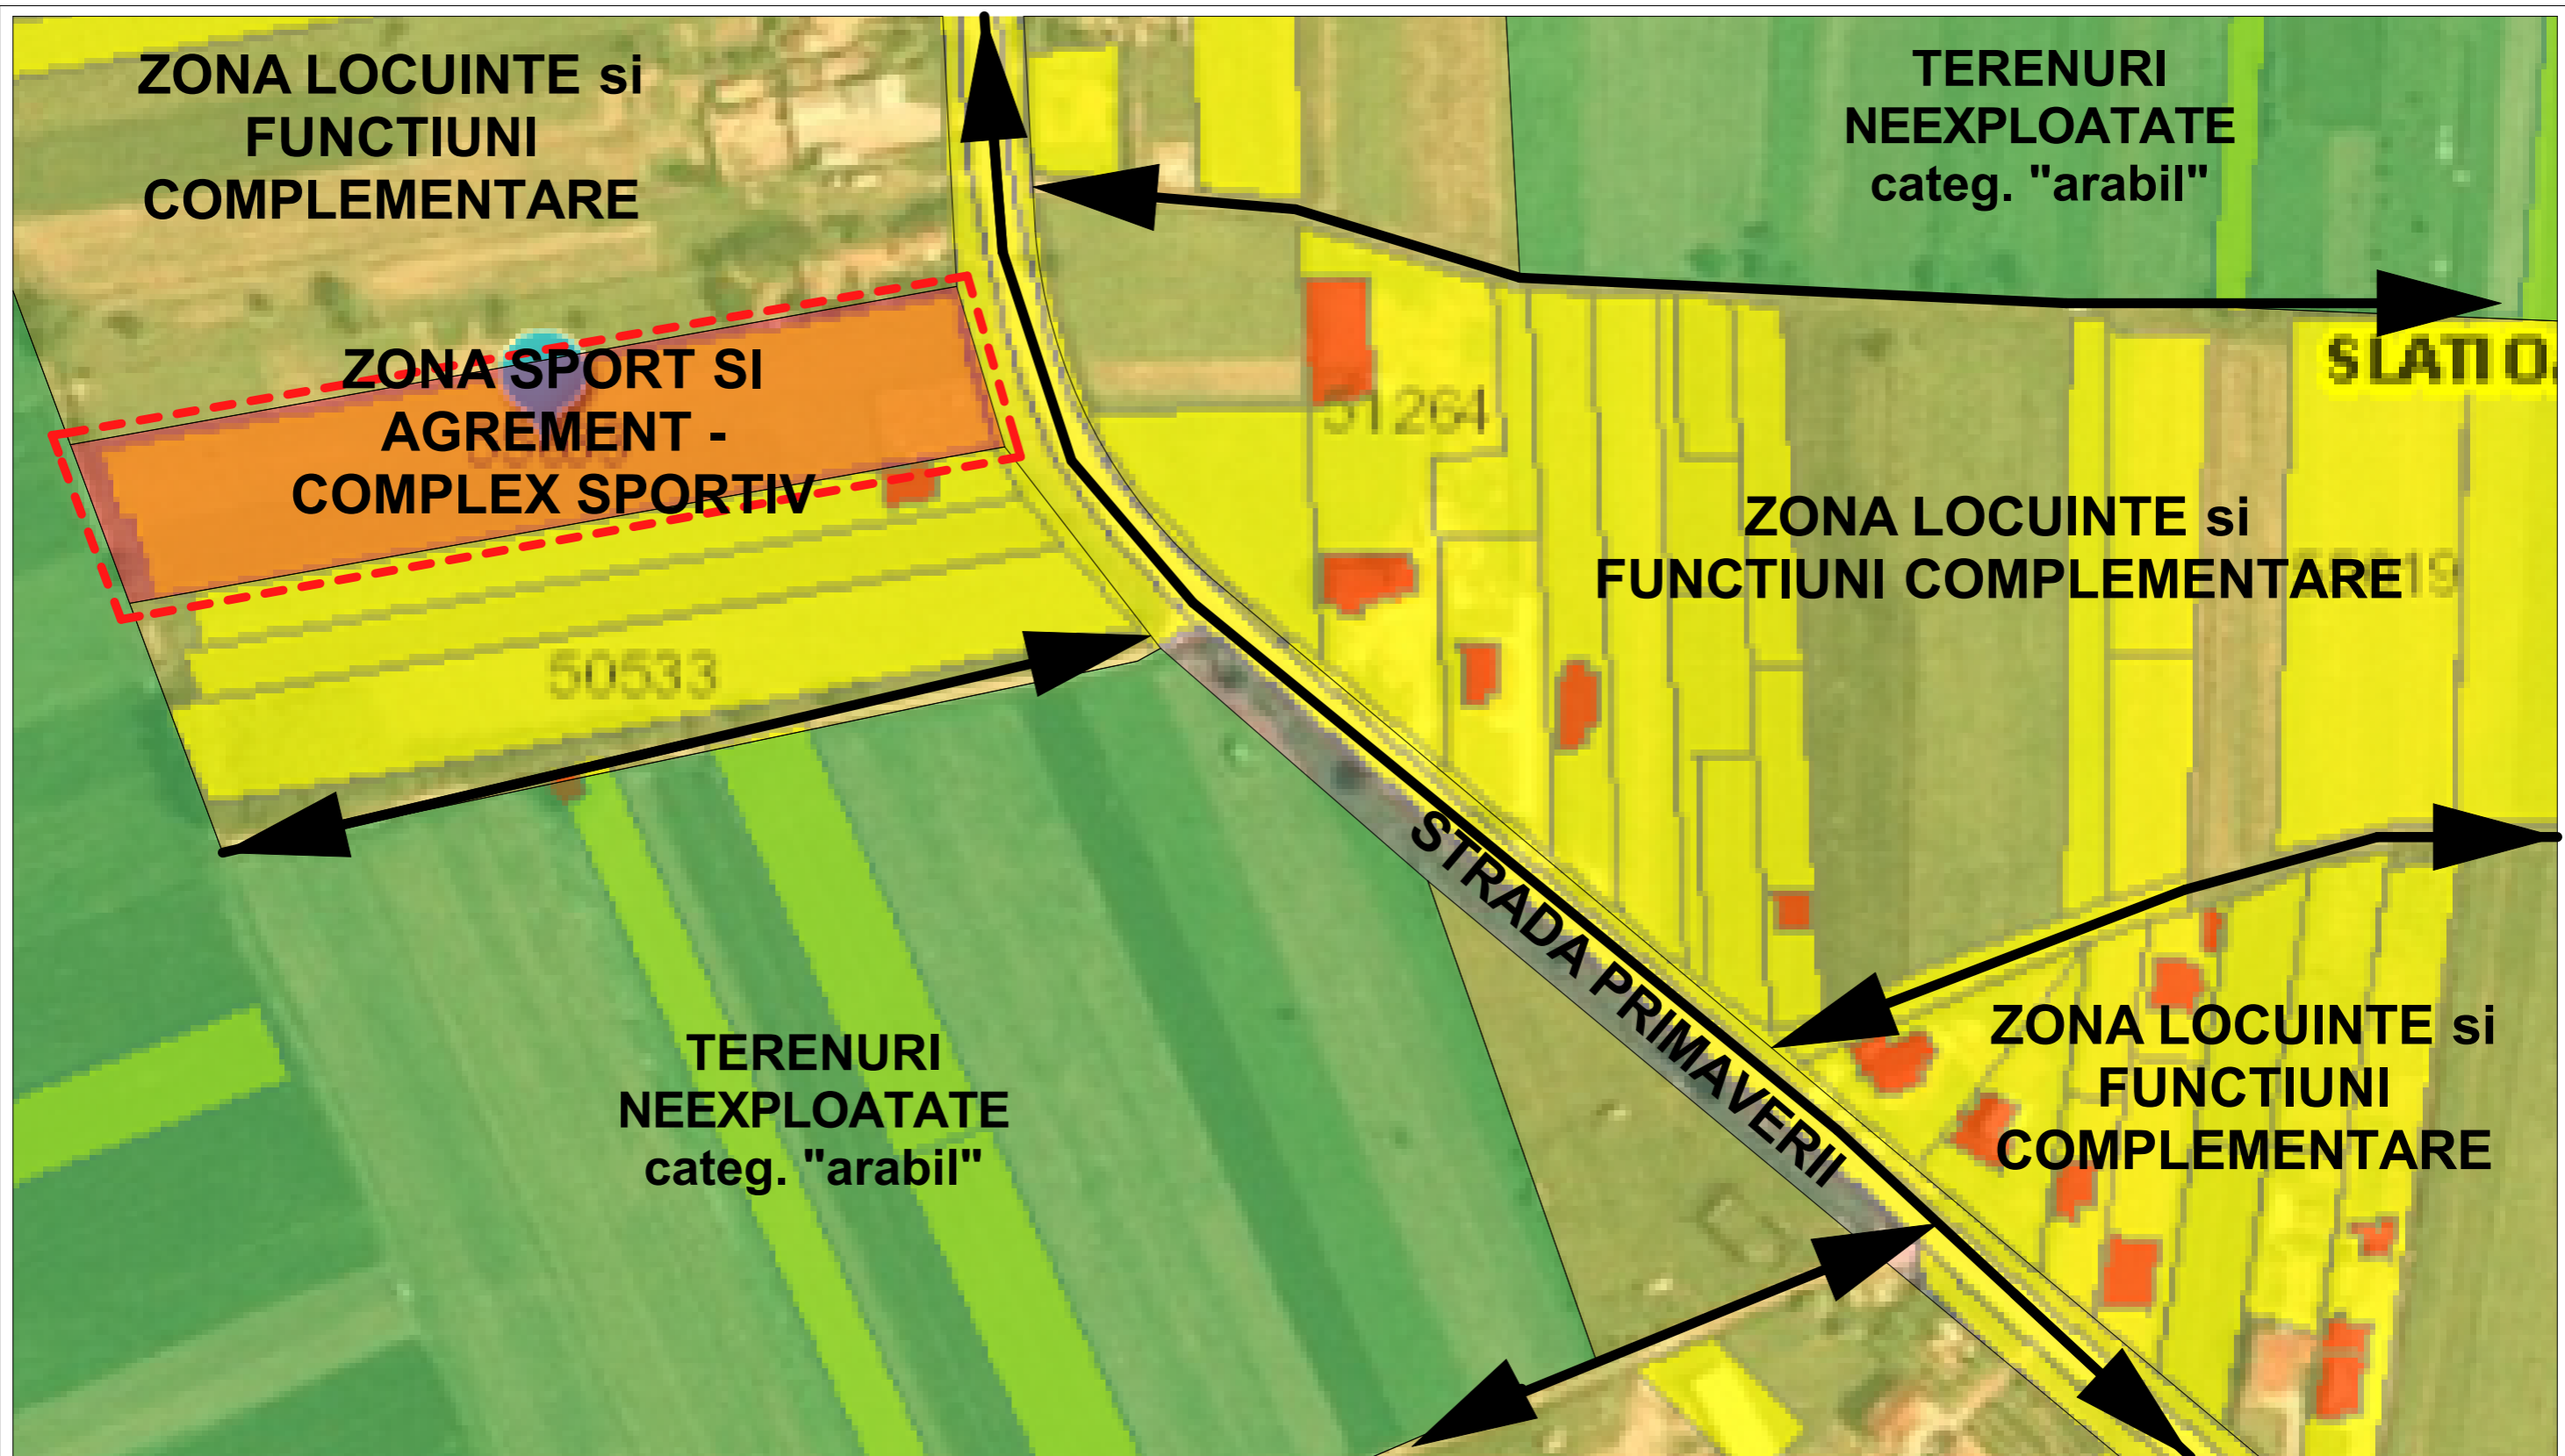 ZONA LOCUINTE si
FUNCTIUNI
COMPLEMENTARE
TERENURI
NEEXPLOATATE
categ. "arabil"
ZONA SPORT SI
AGREMENT -
COMPLEX SPORTIV
SLATIO
51264
ZONA LOCUINTE si
FUNCTIUNI COMPLEMENTARE
50533
STRADA PRIMAVERII
TERENURI
NEEXPLOATATE
categ. "arabil"
ZONA LOCUINTE si
FUNCTIUNI
COMPLEMENTARE